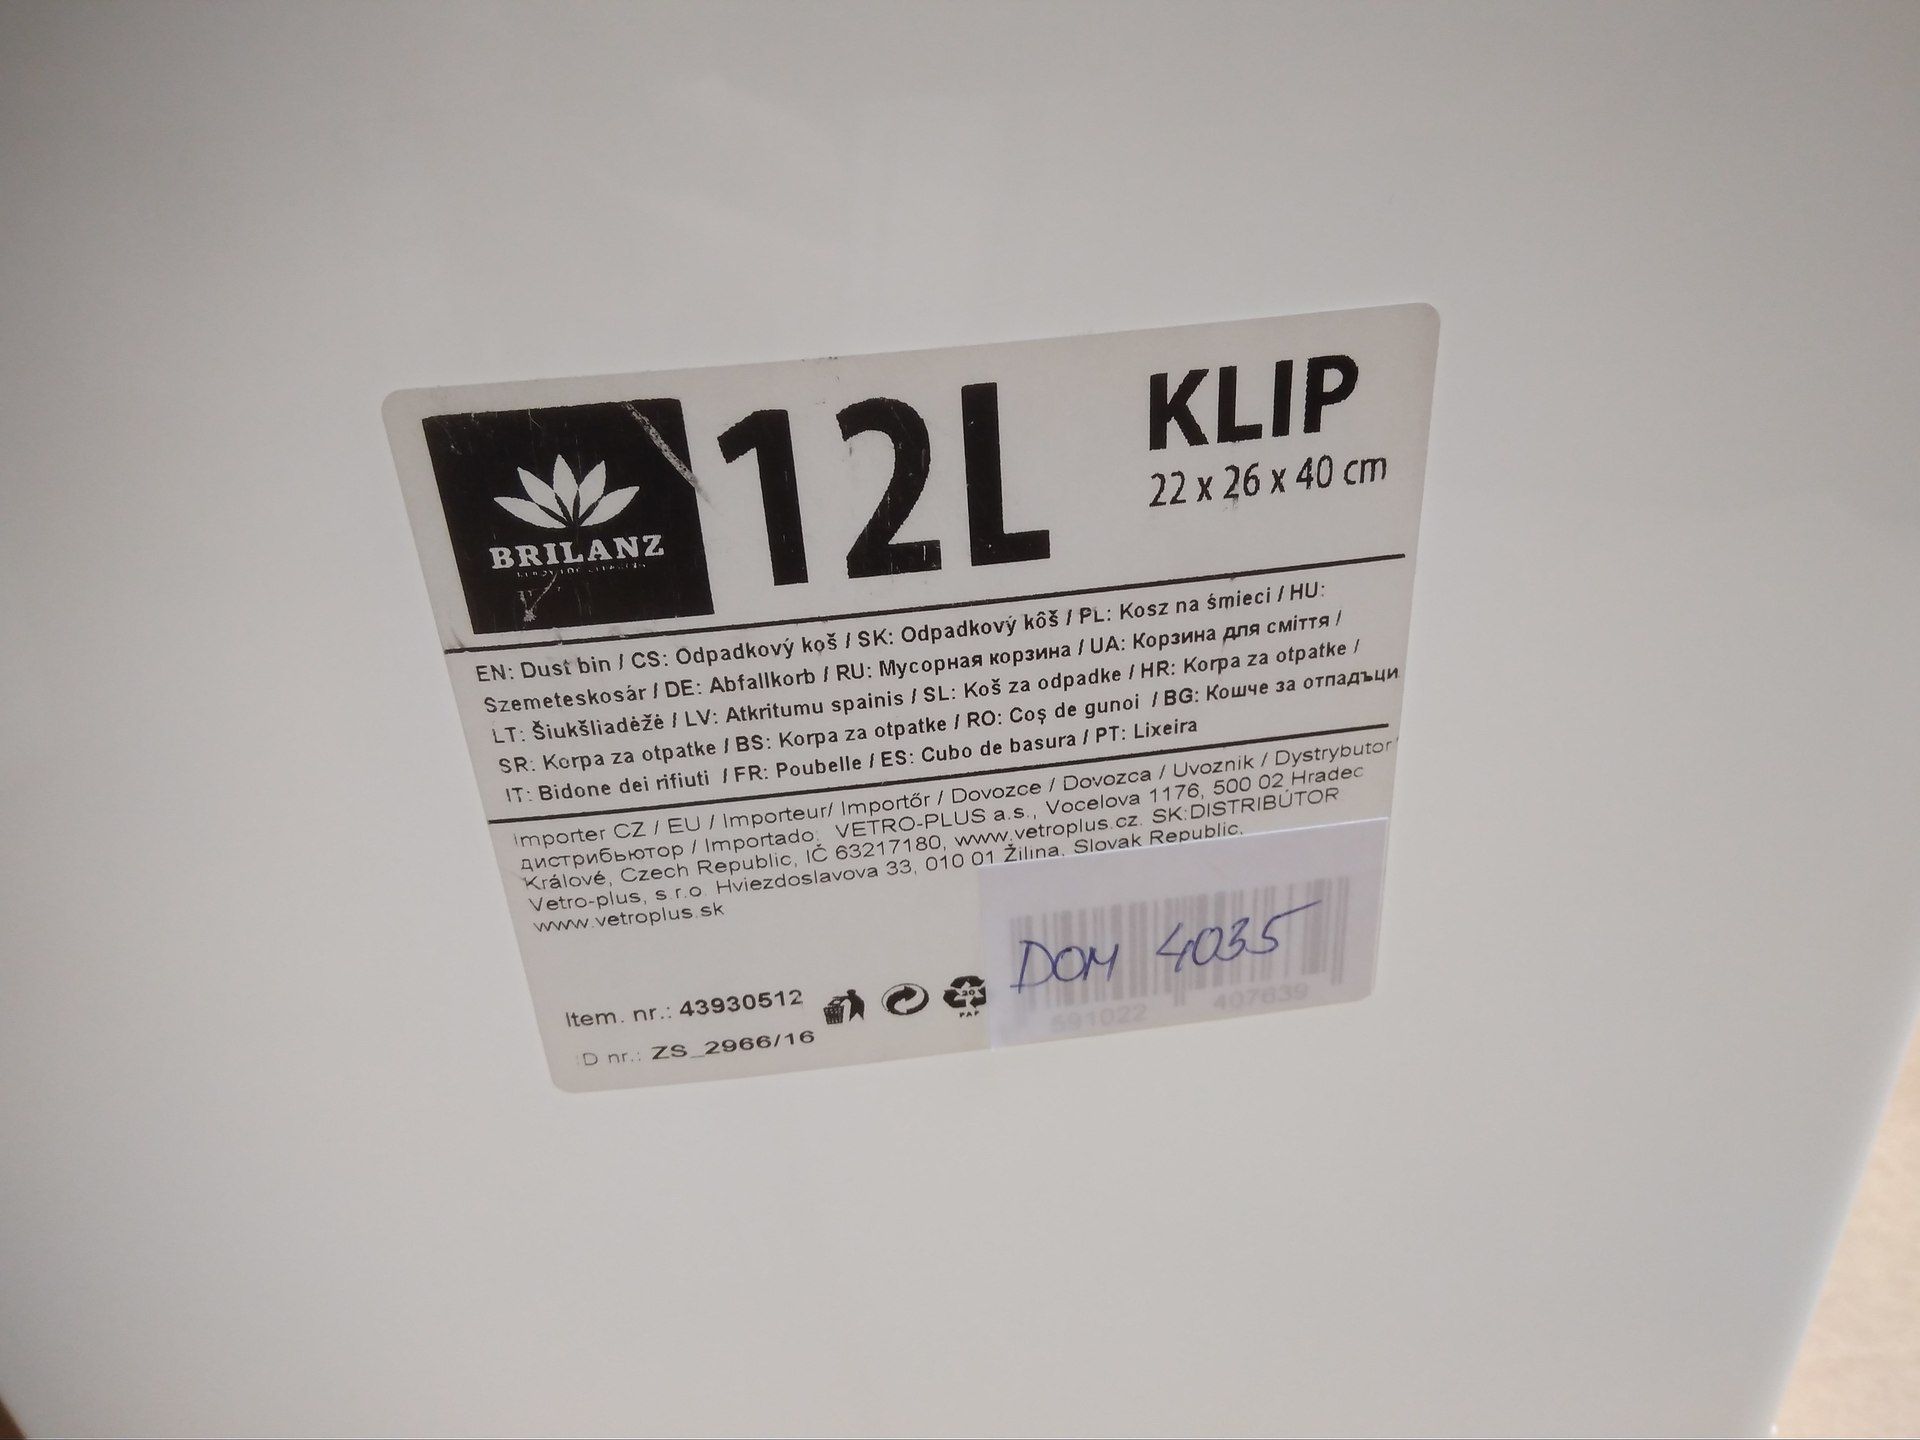 BRILANZ
12L
KLIP
22 x 26 x 40 cm
EN: Dust bin / CS: Odpadkový koš / SK: Odpadkový kôš / PL: Kosz na śmieci / HU:
Szemeteskosár / DE: Abfallkorb / RU: Мусорная корзина / UA: Корзина для сміття /
LT: Šiukšliadėžė / LV: Atkritumu spainis / SL: Koš za odpadke / HR: Korpa za otpatke /
SR: Korpa za otpatke / BS: Korpa za otpatke / RO: Coş de gunoi / BG: Кошче за отпадъци
IT: Bidone dei rifiuti / FR: Poubelle / ES: Cubo de basura / PT: Lixeira
Importer CZ / EU / Importeur/ Importőr / Dovozce / Dovozca / Uvoznik / Dystrybutor
дистрибьютор / Importado: VETRO-PLUS a.s., Vocelova 1176, 500 02 Hradec
Králové, Czech Republic, IČ 63217180, www.vetroplus.cz. SK:DISTRIBÚTOR
Vetro-plus, s.r.o. Hviezdoslavova 33, 010 01 Žilina, Slovak Republic.
www.vetroplus.sk
DOM 4035
591022 407639
Item. nr.: 43930512
20
PAP
ID nr.: ZS_2966/16